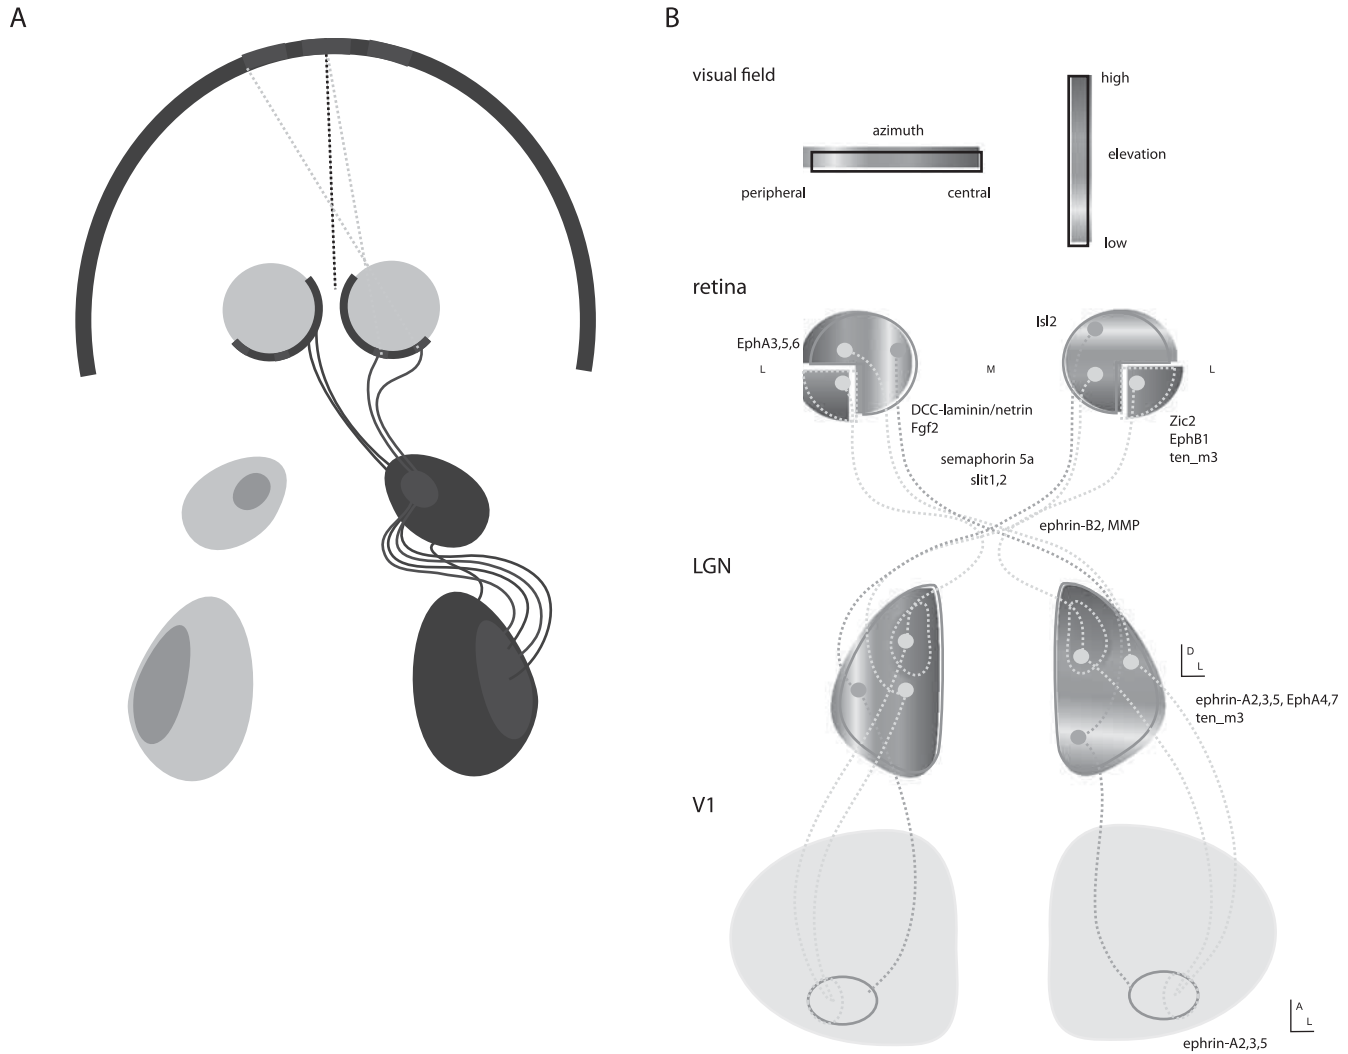 A
B
visual field
high
azimuth
elevation
peripheral
central
low
retina
Isl2
EphA3,5,6
L
M
L
DCC-laminin/netrin
Fgf2
Zic2
EphB1
ten_m3
semaphorin 5a
slit1,2
ephrin-B2, MMP
LGN
D
L
ephrin-A2,3,5, EphA4,7
ten_m3
V1
A
L
ephrin-A2,3,5